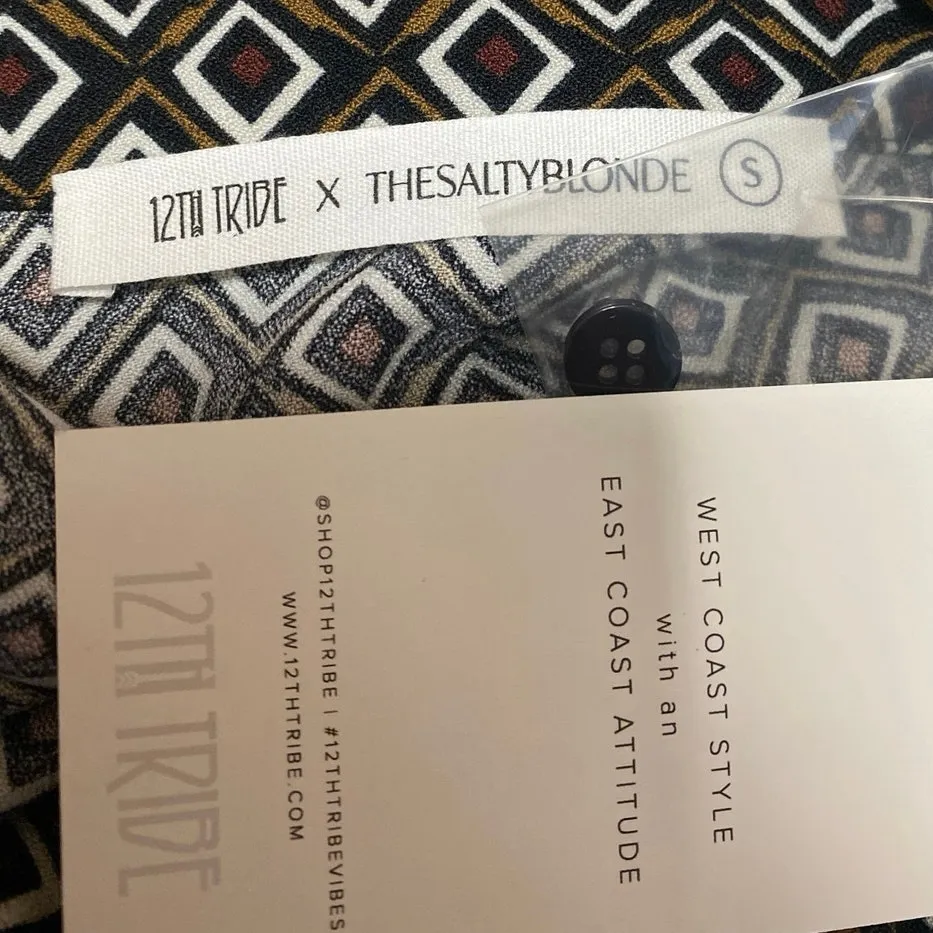 12TH TRIBE X THESALTYBLONDE S
WEST COAST STYLE
with an
EAST COAST ATTITUDE
@SHOP12THTRIBE | #12THTRIBEVIBES
WWW.12THTRIBE.COM
12TH TRIBE